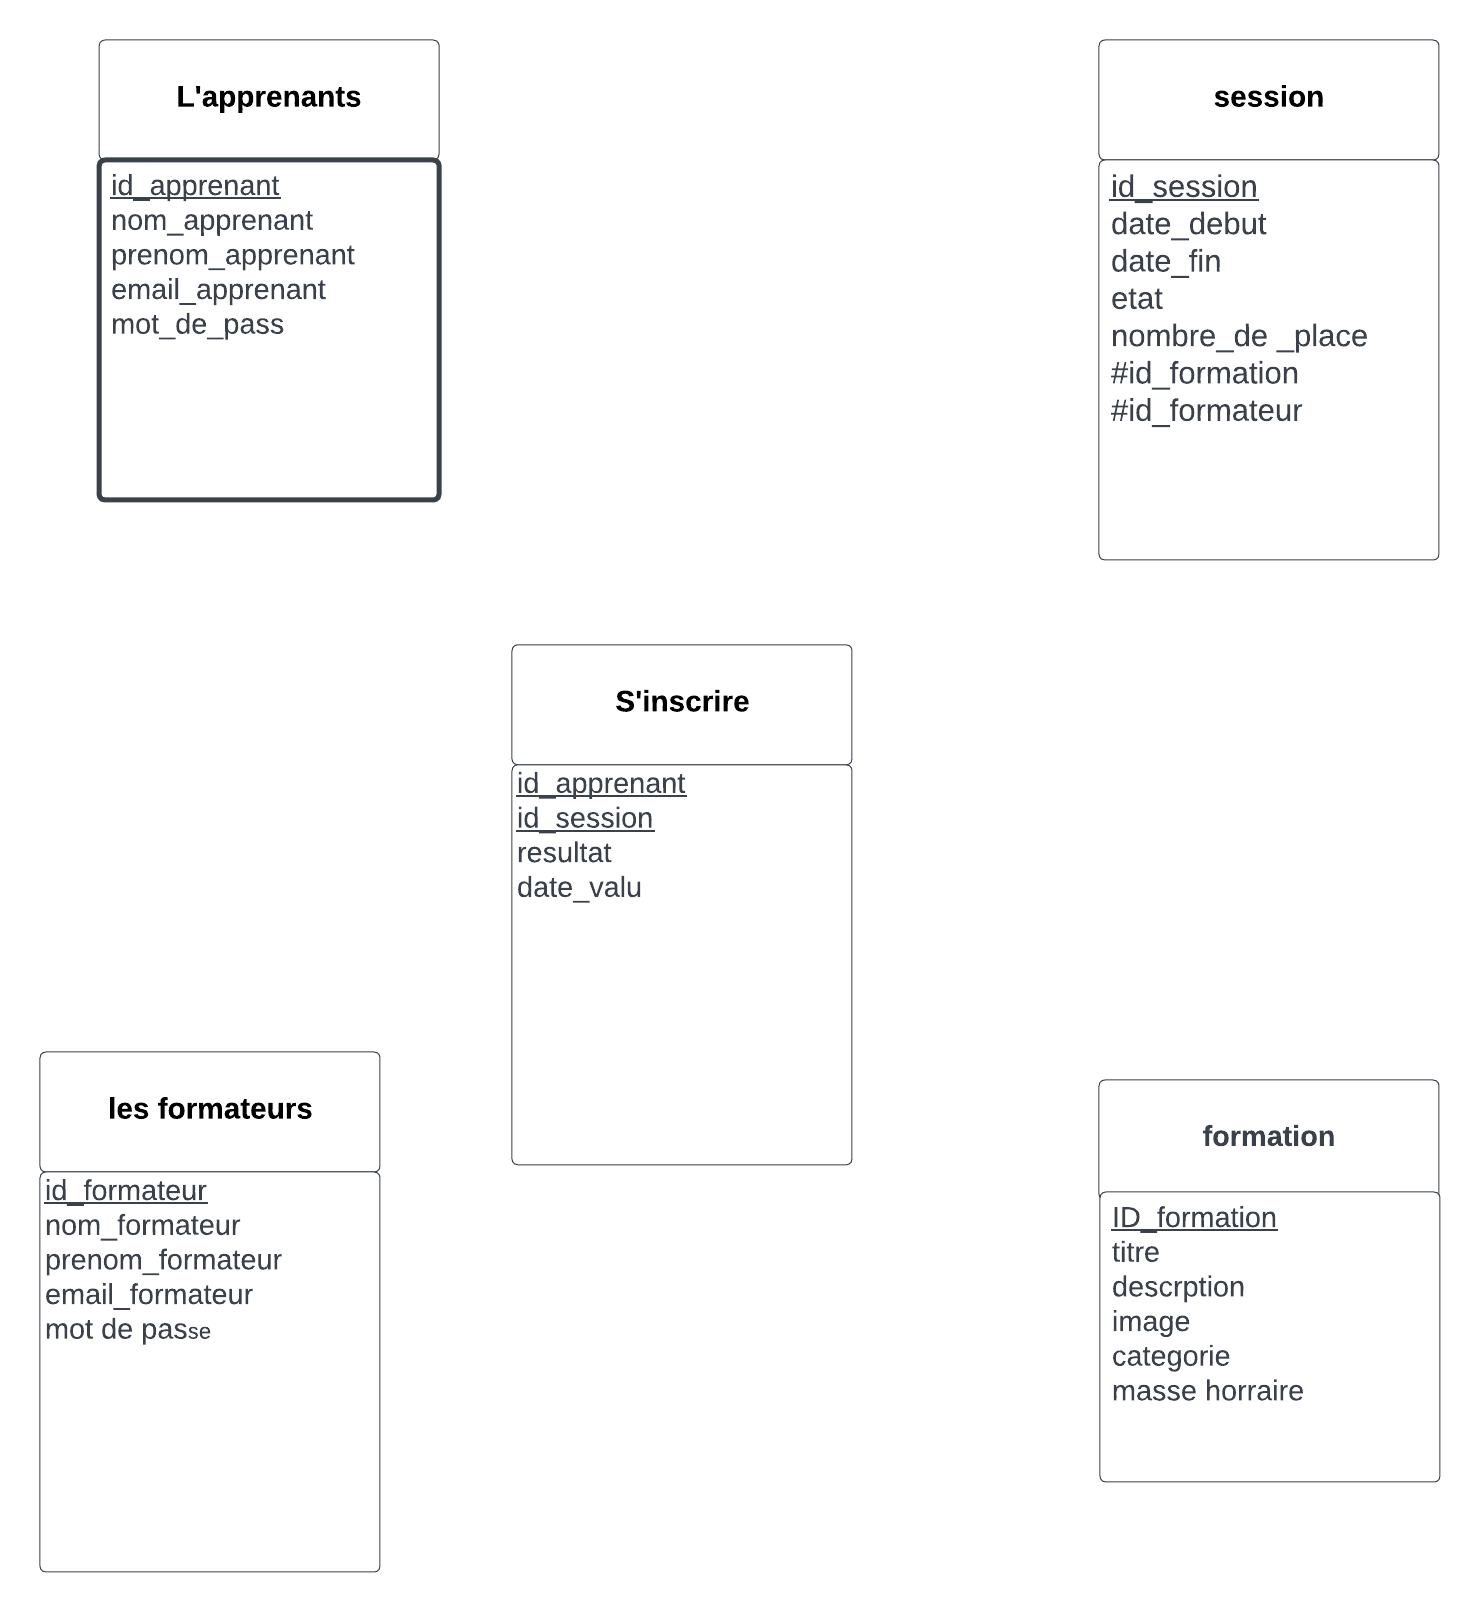 L'apprenants
id_apprenant
nom_apprenant
prenom_apprenant
email_apprenant
mot_de_pass
session
id_session
date_debut
date_fin
etat
nombre_de _place
#id_formation
#id_formateur
S'inscrire
id_apprenant
id_session
resultat
date_valu
les formateurs
id_formateur
nom_formateur
prenom_formateur
email_formateur
mot de passe
formation
ID_formation
titre
descrption
image
categorie
masse horraire